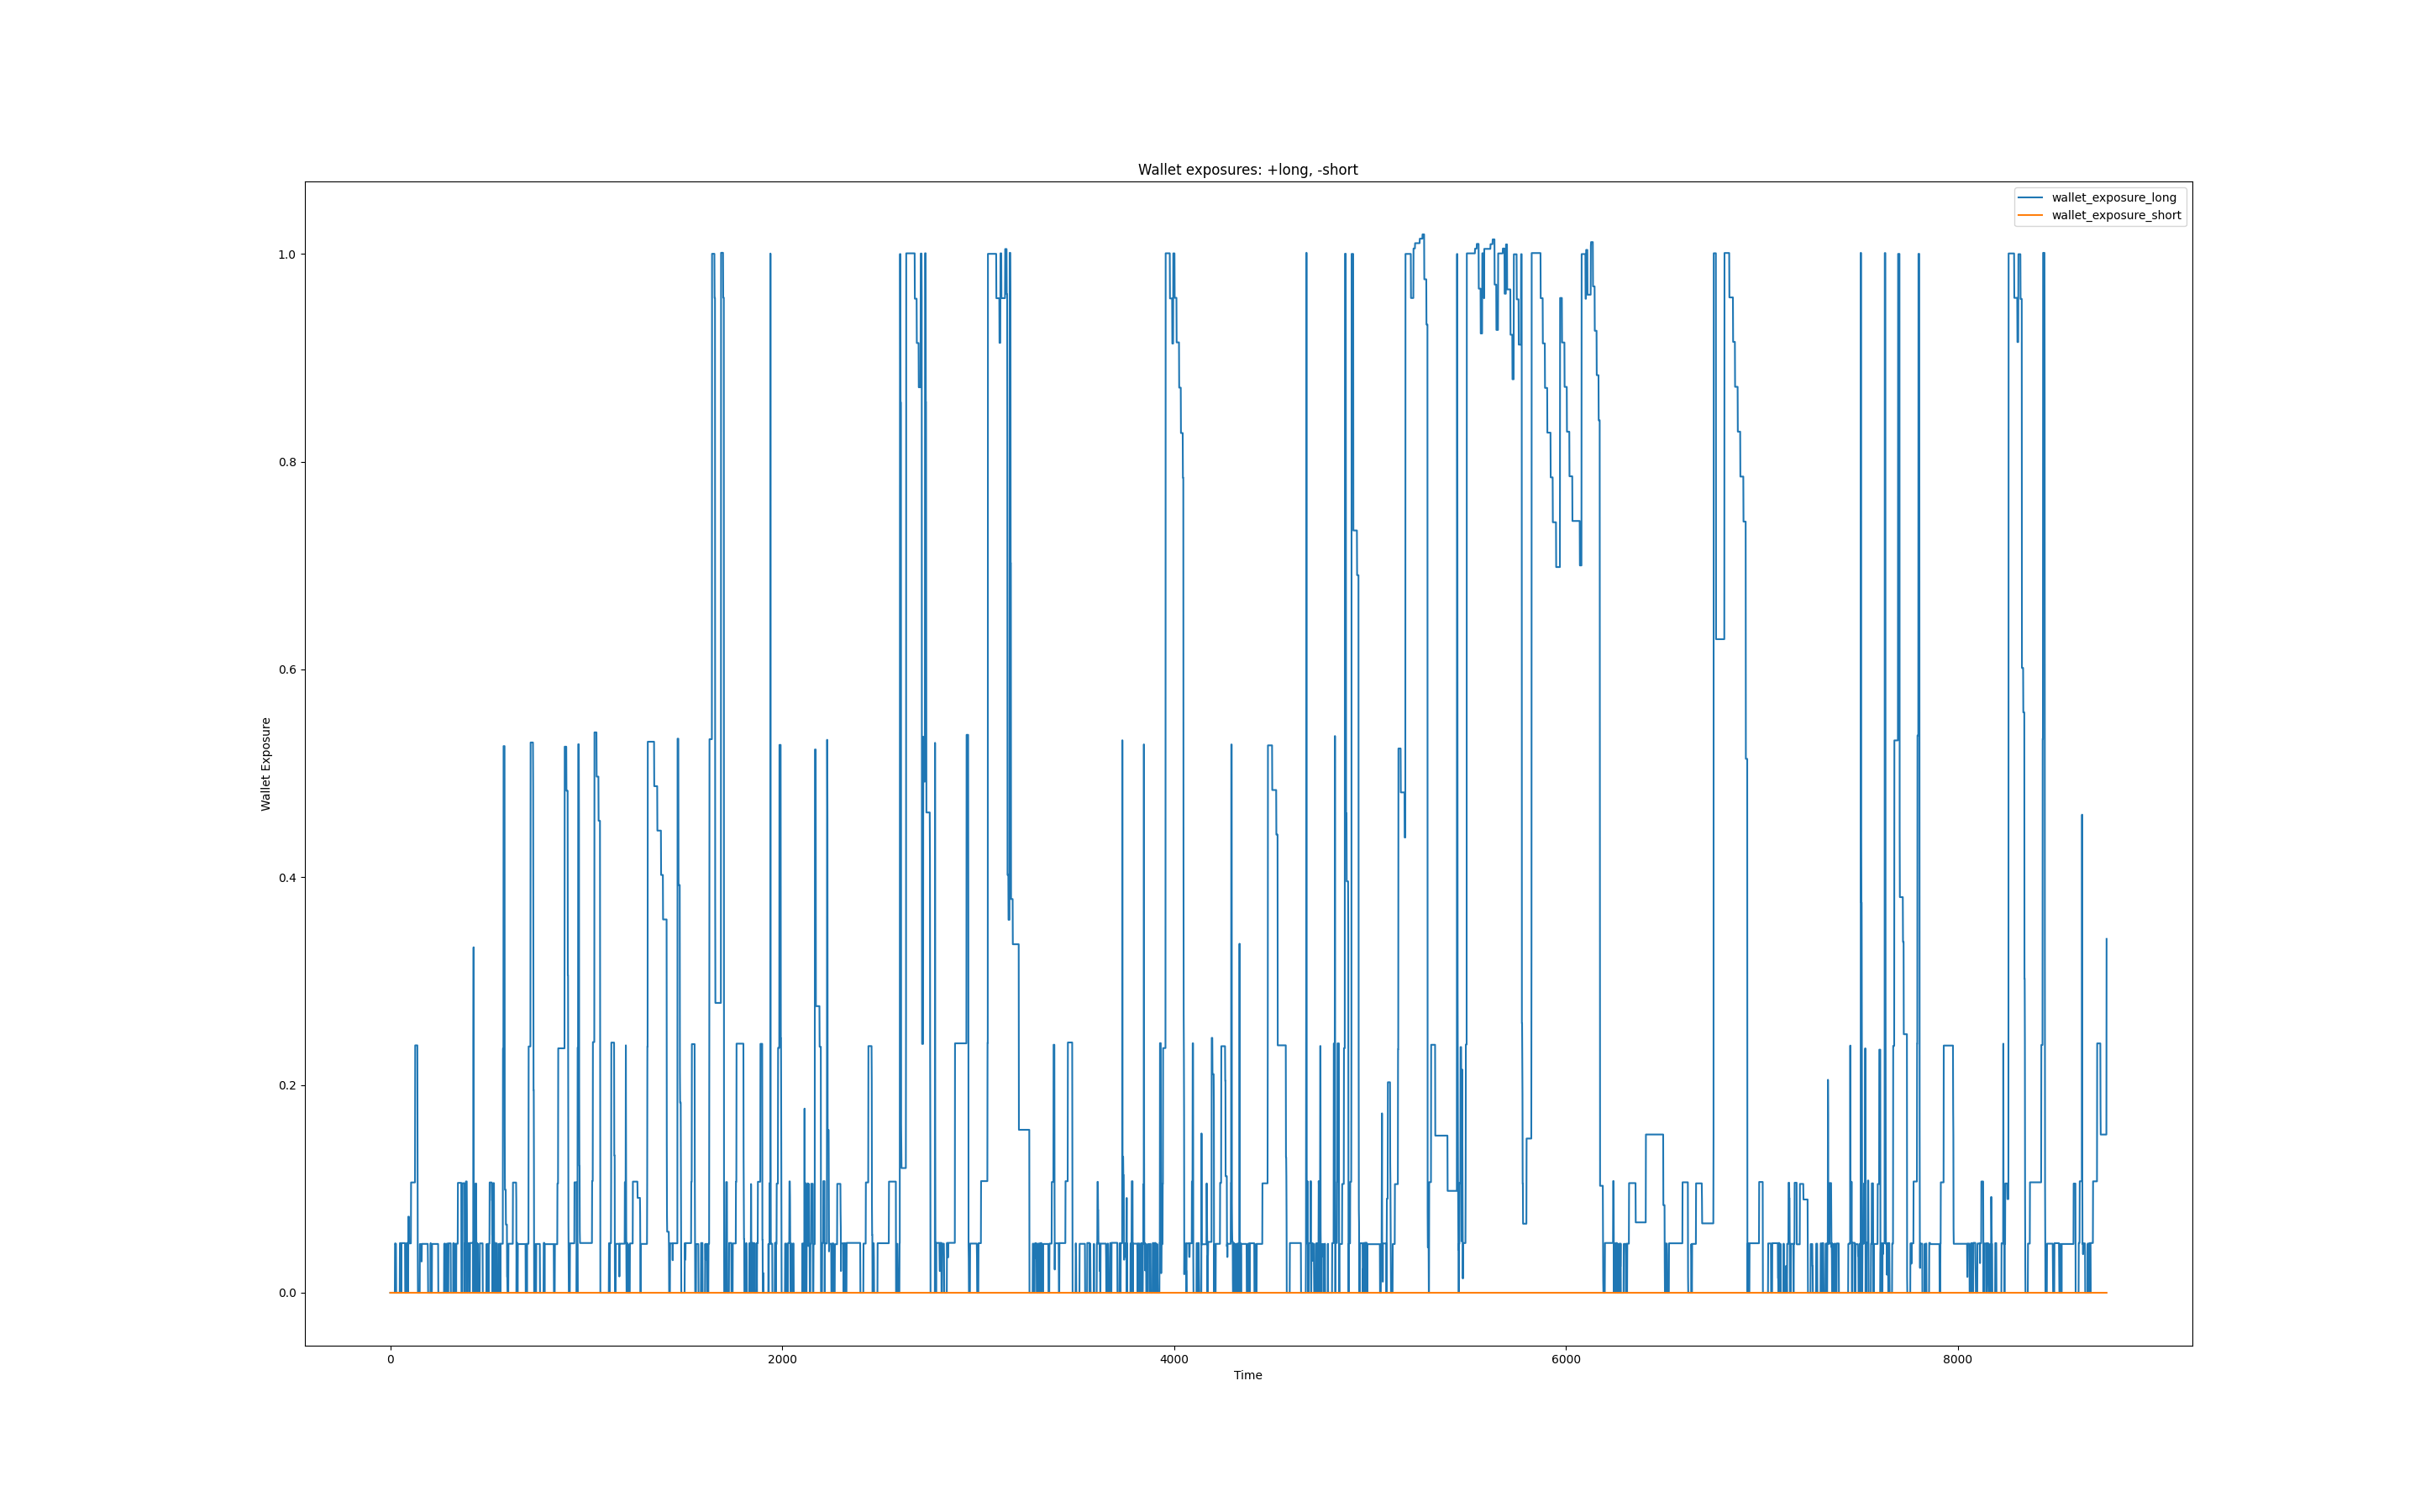 Wallet exposures: +long, -short
wallet_exposure_long
wallet_exposure_short
1.0
0.8
0.6
0.4
0.2
0.0
Wallet Exposure
0
2000
4000
6000
8000
Time